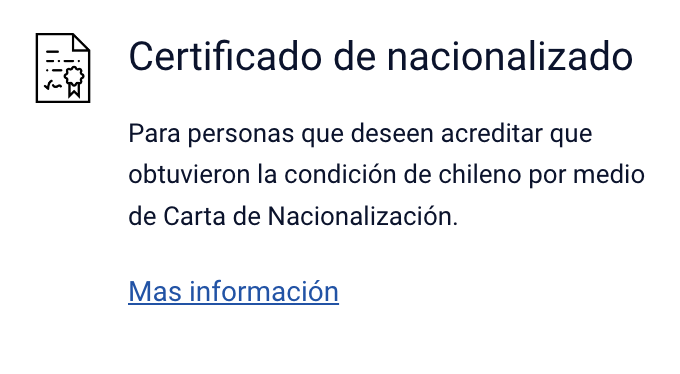 Certificado de nacionalizado
Para personas que deseen acreditar que
obtuvieron la condición de chileno por medio
de Carta de Nacionalización.
Mas información